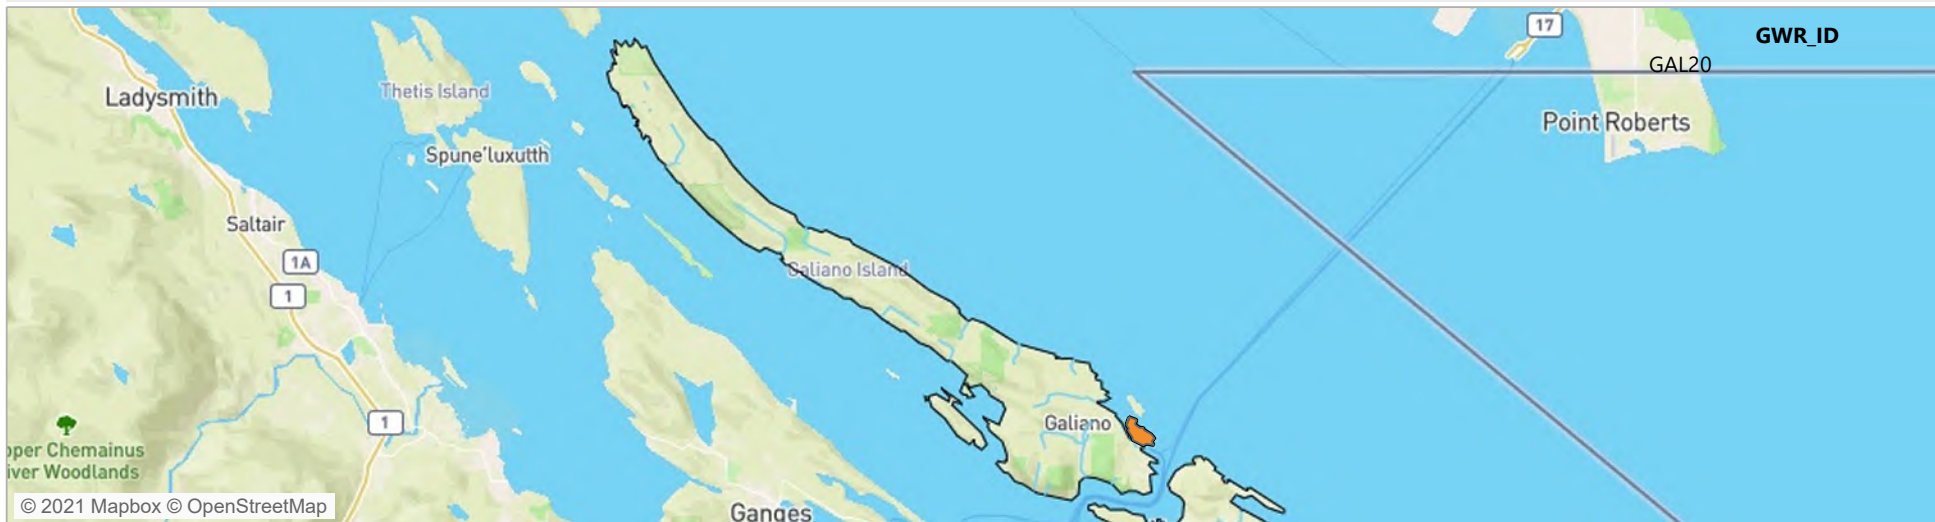 17
GWR_ID
GAL20
Ladysmith
Thetis Island
Point Roberts
Spune'luxutth
Saltair
1A
Galiano Island
1
Galiano
1
oper Chemainus
iver Woodlands
© 2021 Mapbox © OpenStreetMap
Ganges